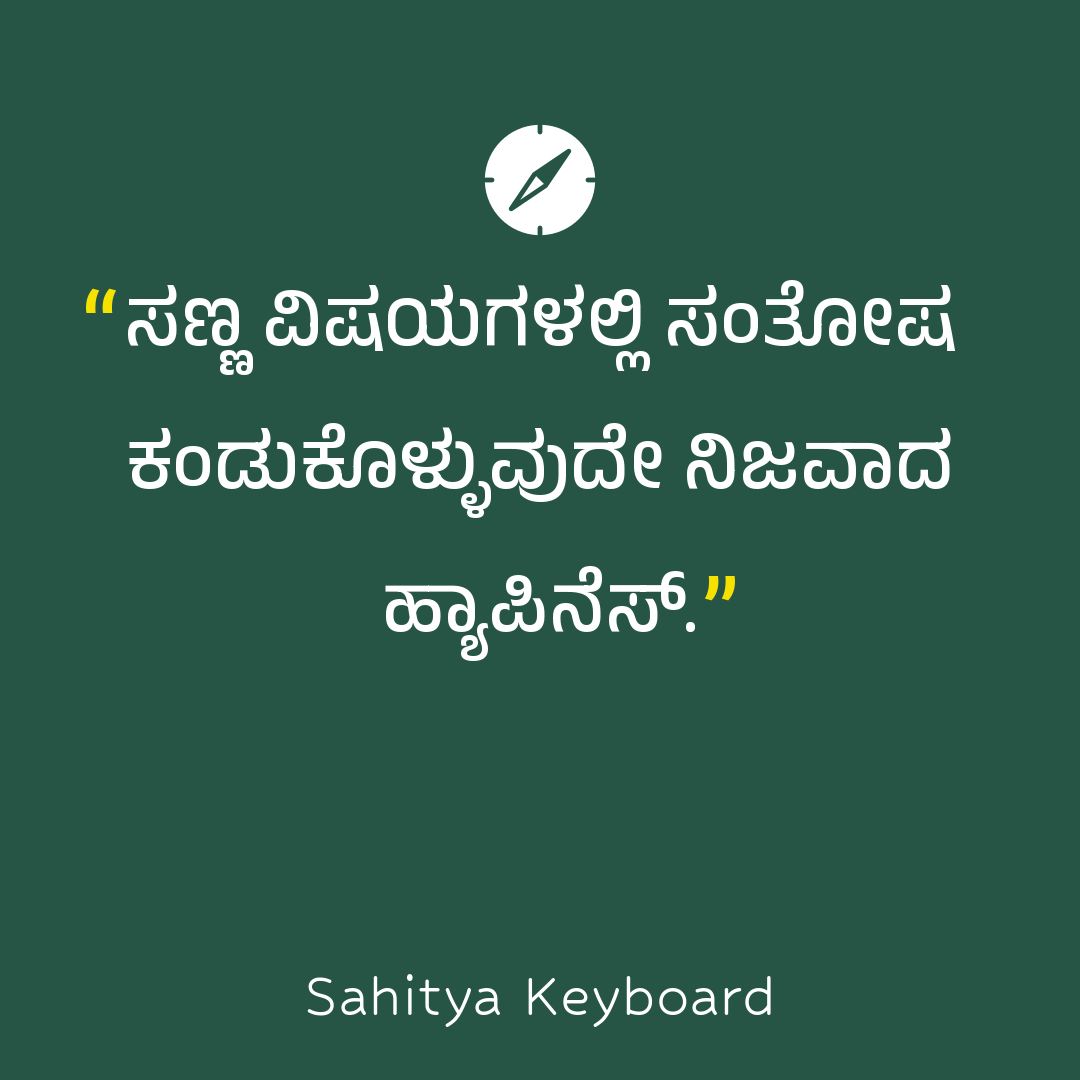 “ಸಣ್ಣ ವಿಷಯಗಳಲ್ಲಿ ಸಂತೋಷ
ಕಂಡುಕೊಳ್ಳುವುದೇ ನಿಜವಾದ
ಹ್ಯಾಪಿನೆಸ್.”
Sahitya Keyboard